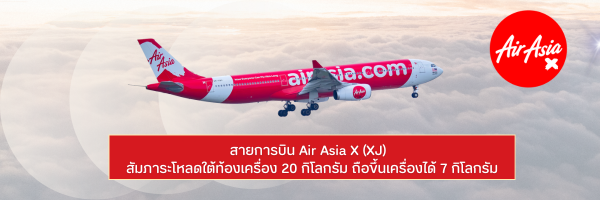 AirAsia
X
airasia.com
AirAsia
สายการบิน Air Asia X (XJ)
สัมภาระโหลดใต้ท้องเครื่อง 20 กิโลกรัม ถือขึ้นเครื่องได้ 7 กิโลกรัม